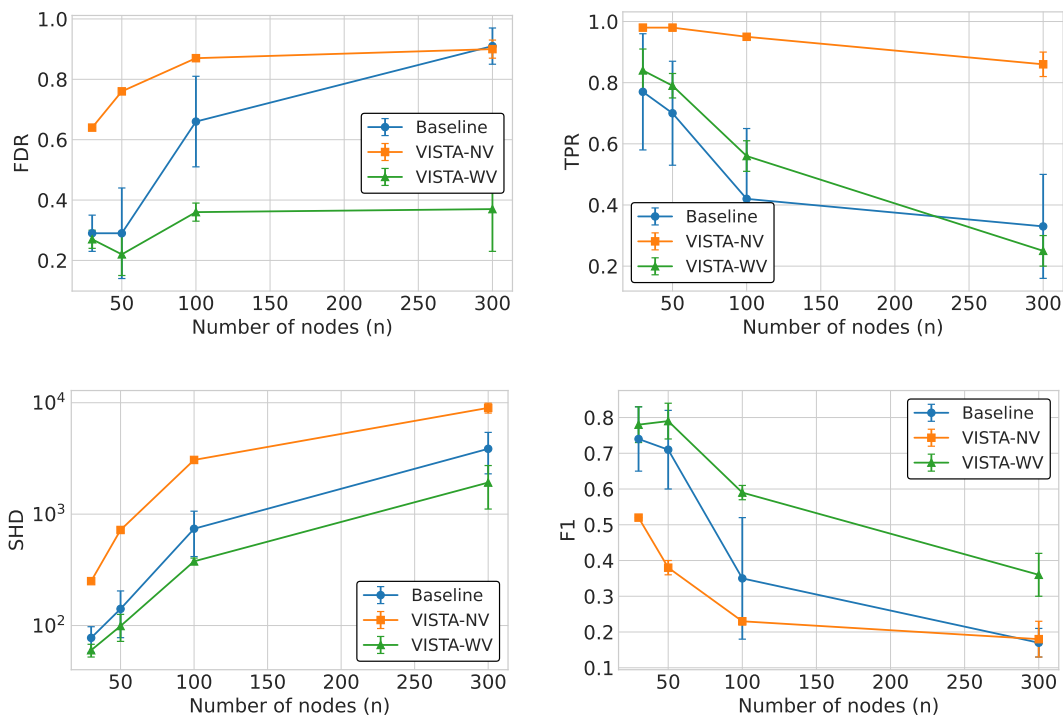 FDR
1.0
0.8
0.6
0.4
0.2
Baseline
VISTA-NV
VISTA-WV
50 100 150 200 250 300
Number of nodes (n)
TPR
1.0
0.8
0.6
0.4
0.2
Baseline
VISTA-NV
VISTA-WV
50 100 150 200 250 300
Number of nodes (n)
SHD
10⁴
10³
10²
Baseline
VISTA-NV
VISTA-WV
50 100 150 200 250 300
Number of nodes (n)
F1
0.8
0.7
0.6
0.5
0.4
0.3
0.2
0.1
Baseline
VISTA-NV
VISTA-WV
50 100 150 200 250 300
Number of nodes (n)